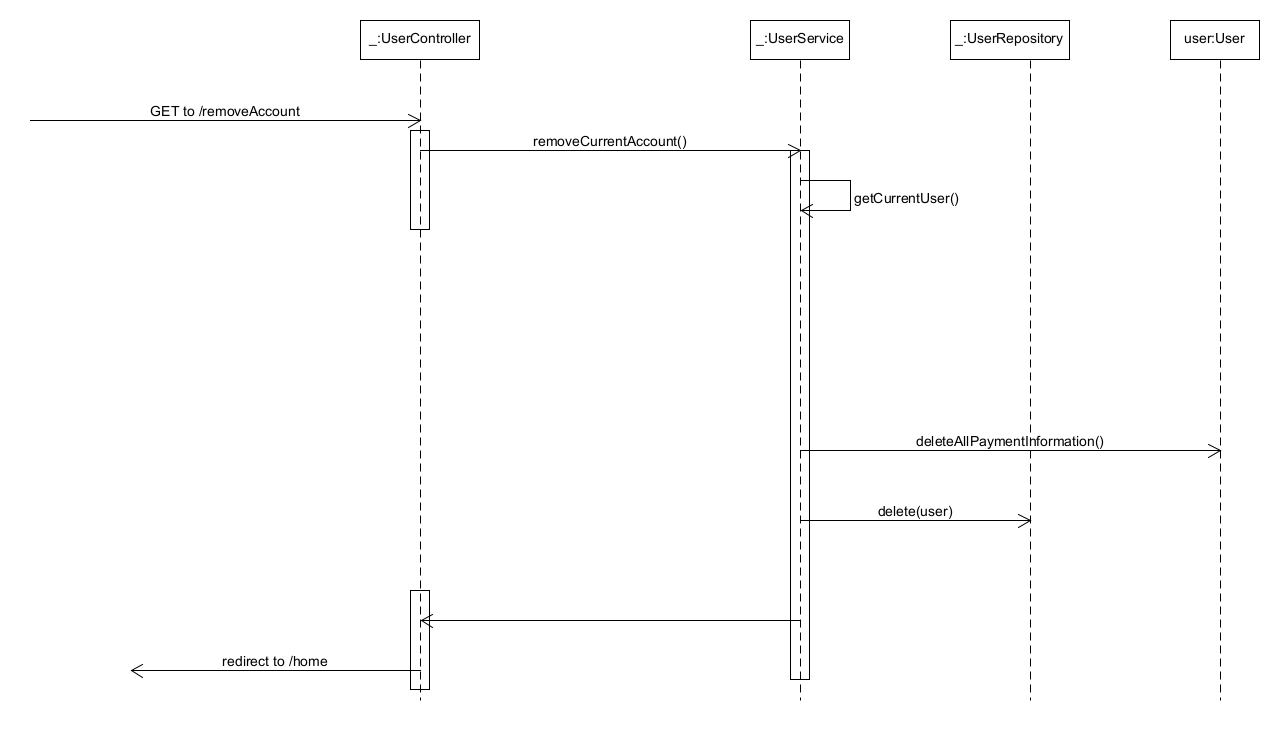 _:UserController
_:UserService
_:UserRepository
user:User
GET to /removeAccount
removeCurrentAccount()
getCurrentUser()
deleteAllPaymentInformation()
delete(user)
redirect to /home